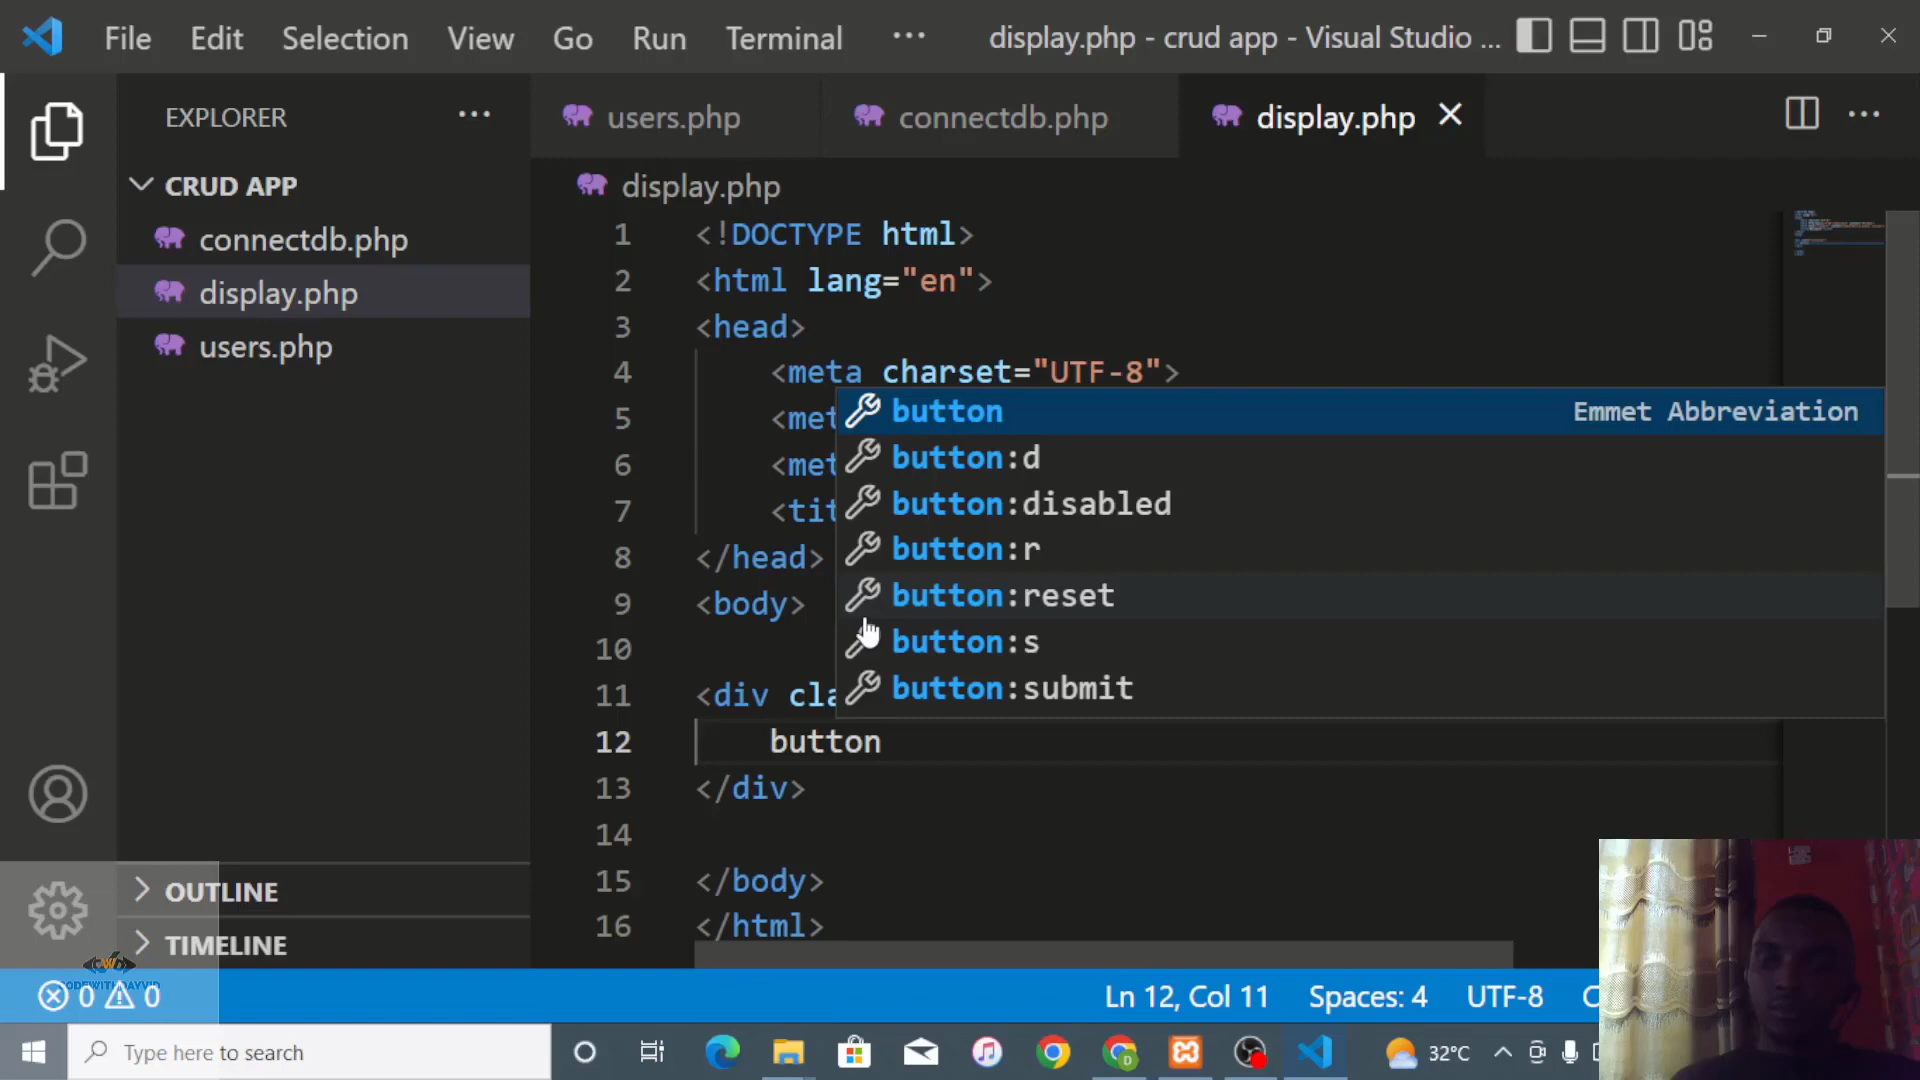 File Edit Selection View Go Run Terminal ··· display.php - crud app - Visual Studio ...
EXPLORER
CRUD APP
connectdb.php
display.php
users.php
OUTLINE
TIMELINE
users.php connectdb.php display.php
display.php
1 <!DOCTYPE html>
2 <html lang="en">
3 <head>
4 <meta charset="UTF-8">
5 <met
6 <met
7 <tit
8 </head>
9 <body>
10
11 <div cla
12 button
13 </div>
14
15 </body>
16 </html>
button Emmet Abbreviation
button:d
button:disabled
button:r
button:reset
button:s
button:submit
CODEWITHDAYVID
0 0 Ln 12, Col 11 Spaces: 4 UTF-8 C
Type here to search 32°C